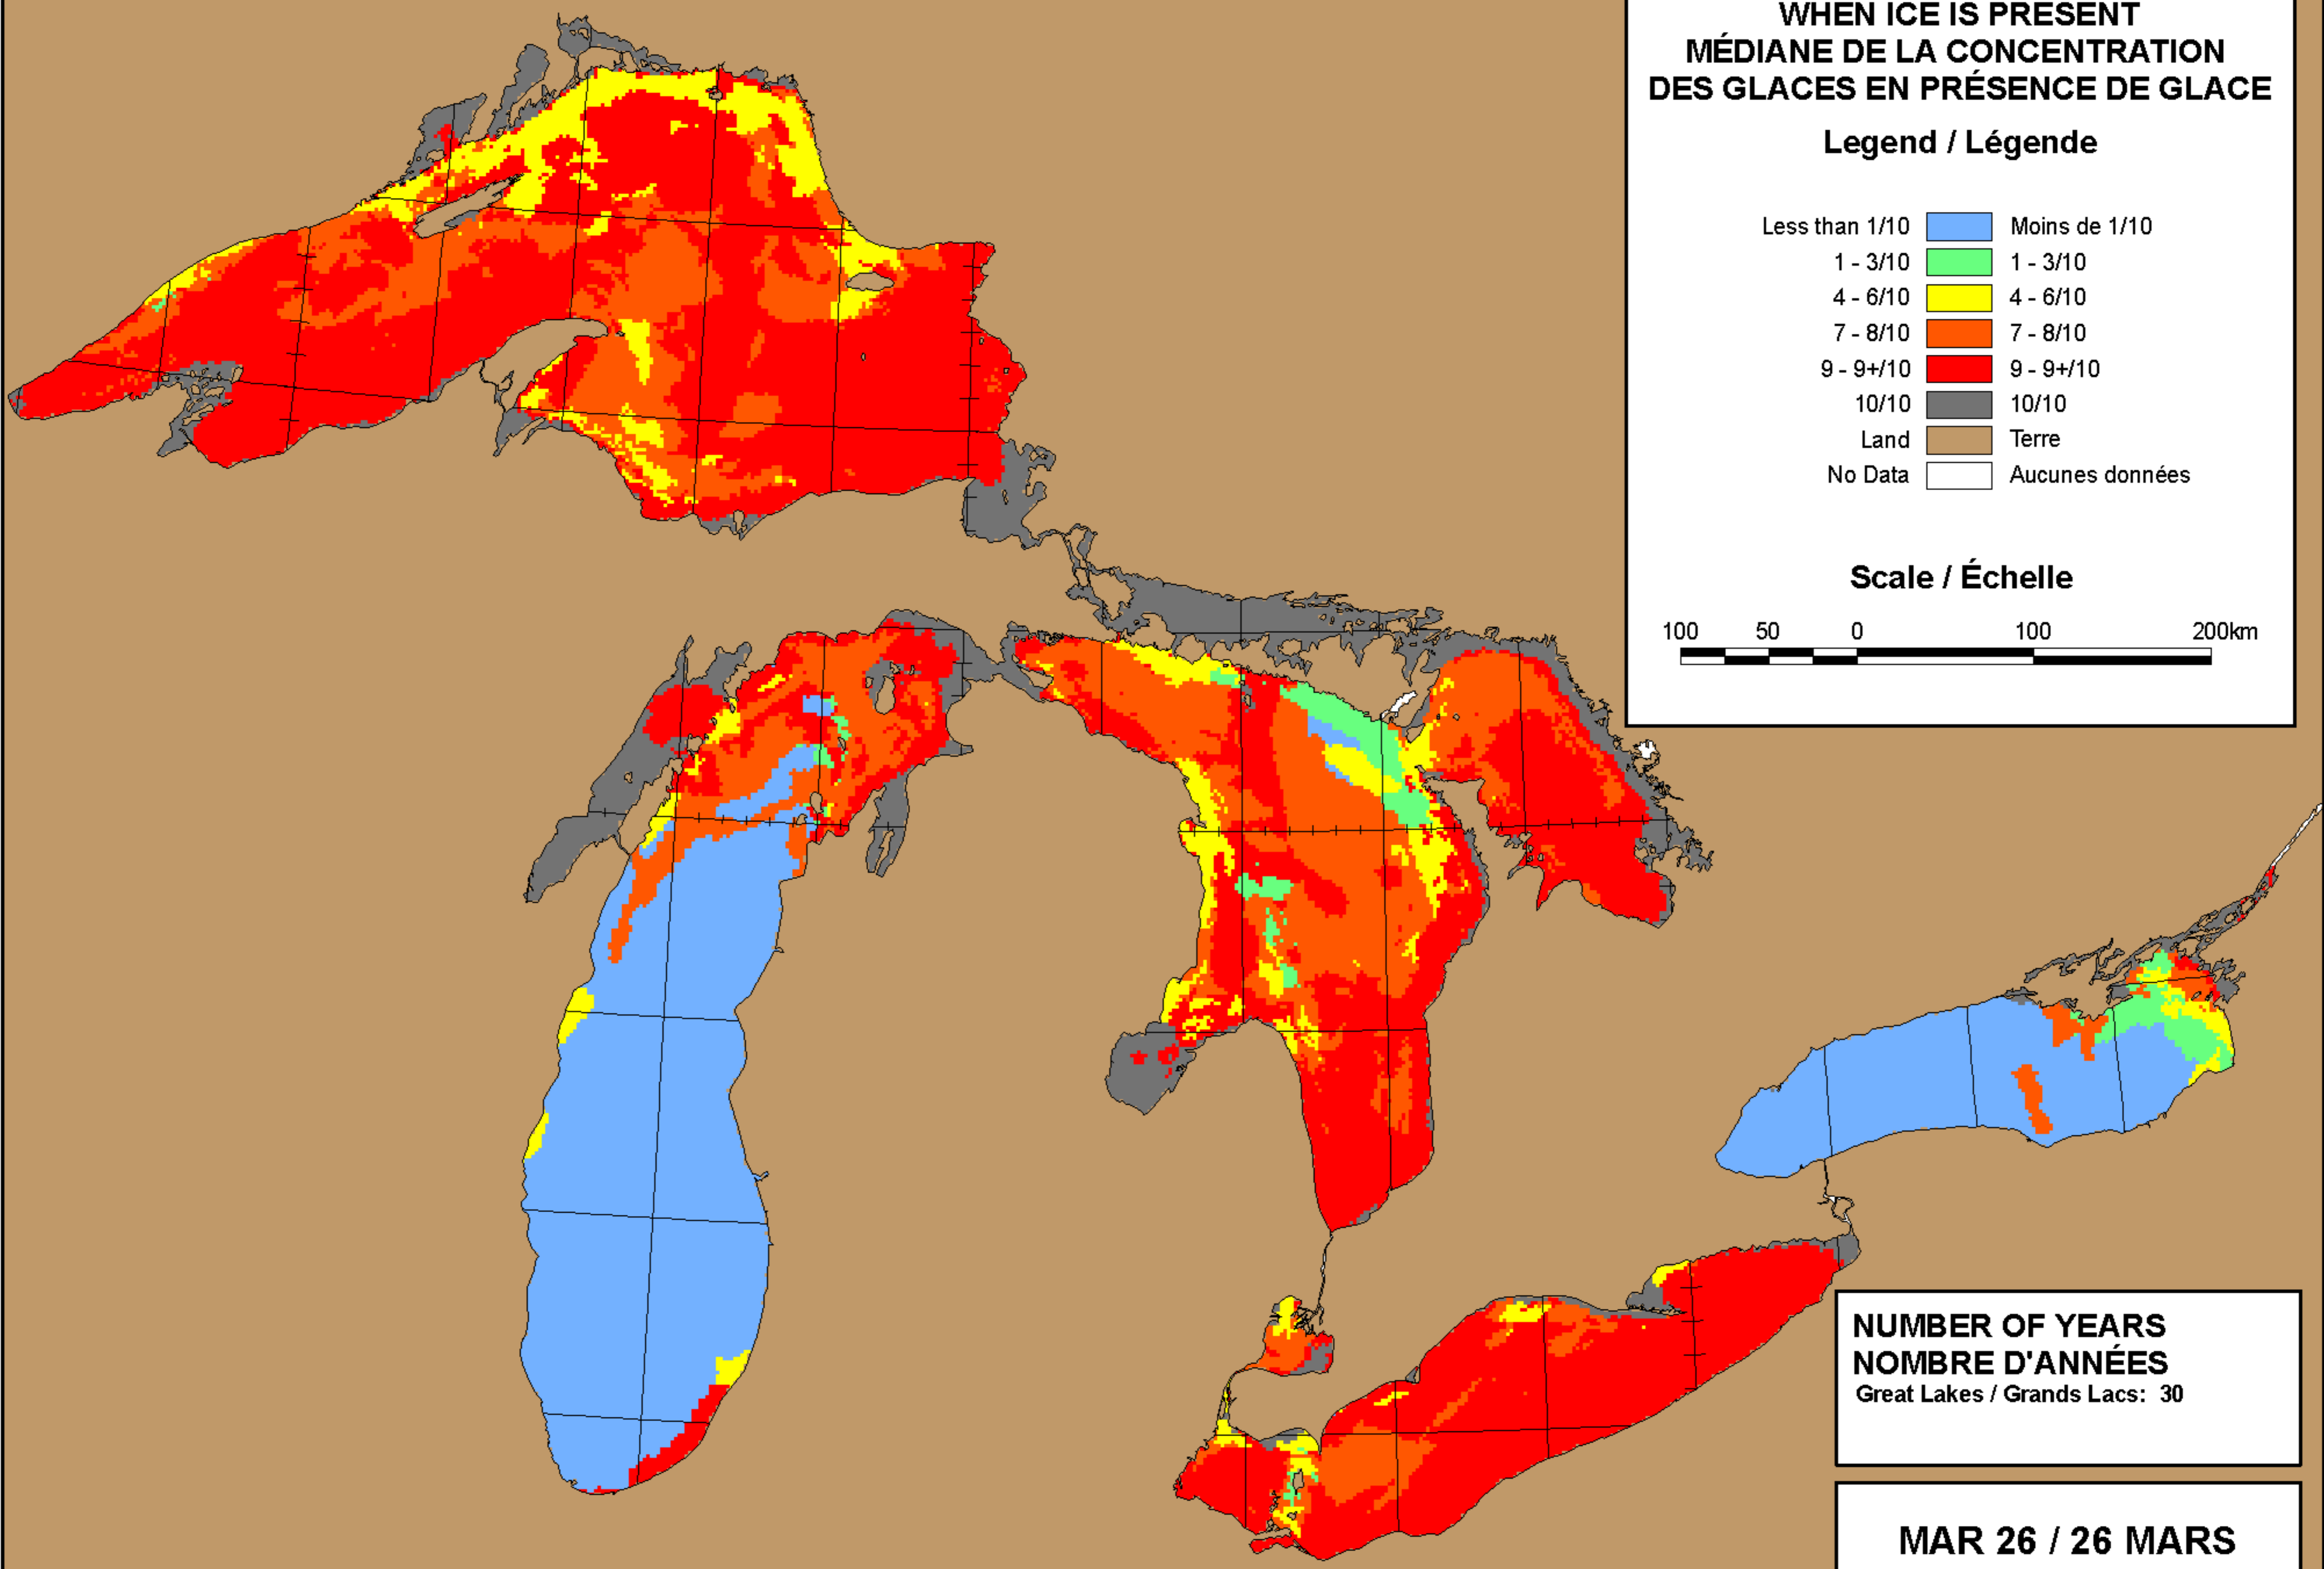 WHEN ICE IS PRESENT
MÉDIANE DE LA CONCENTRATION
DES GLACES EN PRÉSENCE DE GLACE
Legend / Légende
Less than 1/10 Moins de 1/10
1 - 3/10 1 - 3/10
4 - 6/10 4 - 6/10
7 - 8/10 7 - 8/10
9 - 9+/10 9 - 9+/10
10/10 10/10
Land Terre
No Data Aucunes données
Scale / Échelle
100 50 0 100 200km
NUMBER OF YEARS
NOMBRE D'ANNÉES
Great Lakes / Grands Lacs: 30
MAR 26 / 26 MARS